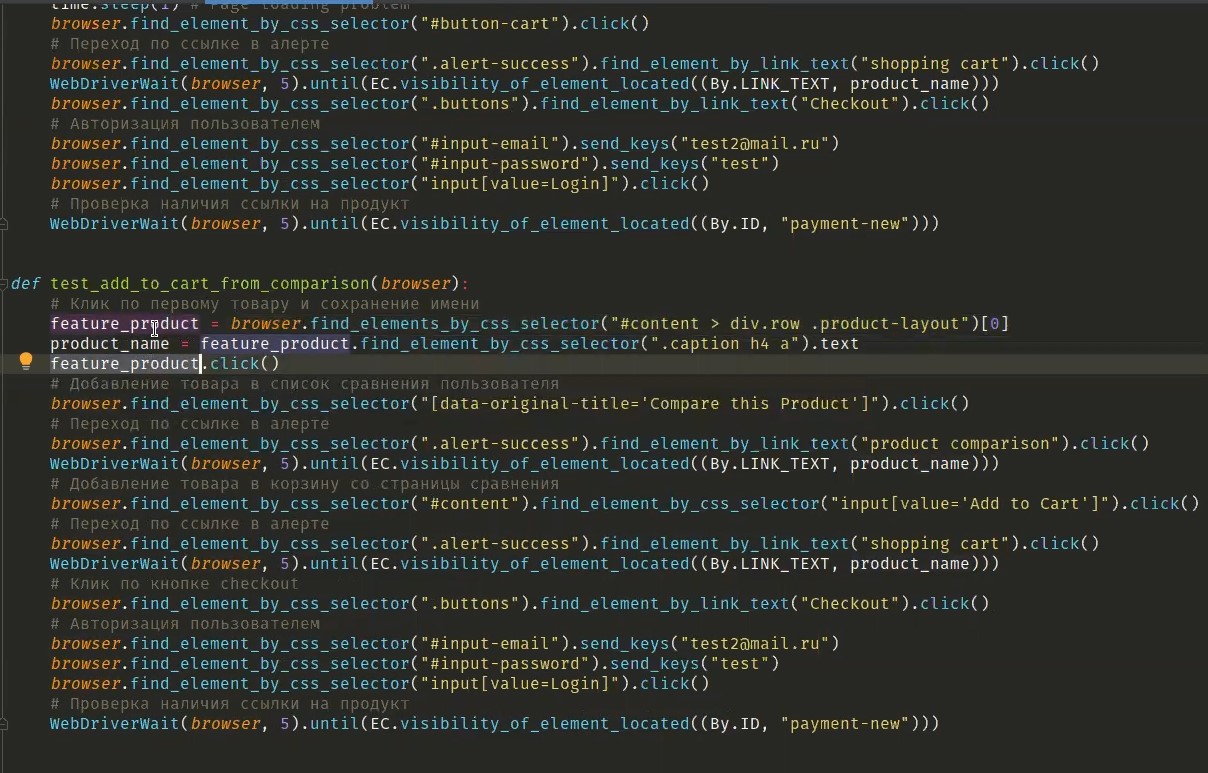 time.sleep(1) # Page loading problem
browser.find_element_by_css_selector("#button-cart").click()
# Переход по ссылке в алерте
browser.find_element_by_css_selector(".alert-success").find_element_by_link_text("shopping cart").click()
WebDriverWait(browser, 5).until(EC.visibility_of_element_located((By.LINK_TEXT, product_name)))
browser.find_element_by_css_selector(".buttons").find_element_by_link_text("Checkout").click()
# Авторизация пользователем
browser.find_element_by_css_selector("#input-email").send_keys("test2@mail.ru")
browser.find_element_by_css_selector("#input-password").send_keys("test")
browser.find_element_by_css_selector("input[value=Login]").click()
# Проверка наличия ссылки на продукт
WebDriverWait(browser, 5).until(EC.visibility_of_element_located((By.ID, "payment-new")))
def test_add_to_cart_from_comparison(browser):
# Клик по первому товару и сохранение имени
feature_product = browser.find_elements_by_css_selector("#content > div.row .product-layout")[0]
product_name = feature_product.find_element_by_css_selector(".caption h4 a").text
feature_product.click()
# Добавление товара в список сравнения пользователя
browser.find_element_by_css_selector("[data-original-title='Compare this Product']").click()
# Переход по ссылке в алерте
browser.find_element_by_css_selector(".alert-success").find_element_by_link_text("product comparison").click()
WebDriverWait(browser, 5).until(EC.visibility_of_element_located((By.LINK_TEXT, product_name)))
# Добавление товара в корзину со страницы сравнения
browser.find_element_by_css_selector("#content").find_element_by_css_selector("input[value='Add to Cart']").click()
# Переход по ссылке в алерте
browser.find_element_by_css_selector(".alert-success").find_element_by_link_text("shopping cart").click()
WebDriverWait(browser, 5).until(EC.visibility_of_element_located((By.LINK_TEXT, product_name)))
# Клик по кнопке checkout
browser.find_element_by_css_selector(".buttons").find_element_by_link_text("Checkout").click()
# Авторизация пользователем
browser.find_element_by_css_selector("#input-email").send_keys("test2@mail.ru")
browser.find_element_by_css_selector("#input-password").send_keys("test")
browser.find_element_by_css_selector("input[value=Login]").click()
# Проверка наличия ссылки на продукт
WebDriverWait(browser, 5).until(EC.visibility_of_element_located((By.ID, "payment-new")))